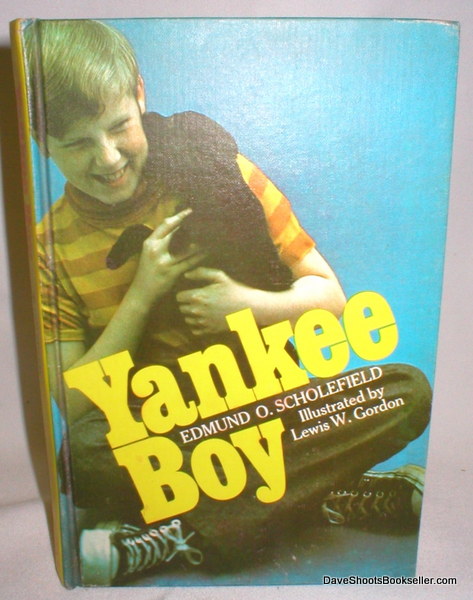 Yankee
EDMUND O. SCHOLEFIELD
Illustrated by
Lewis W. Gordon
Boy
DaveShootsBookseller.com